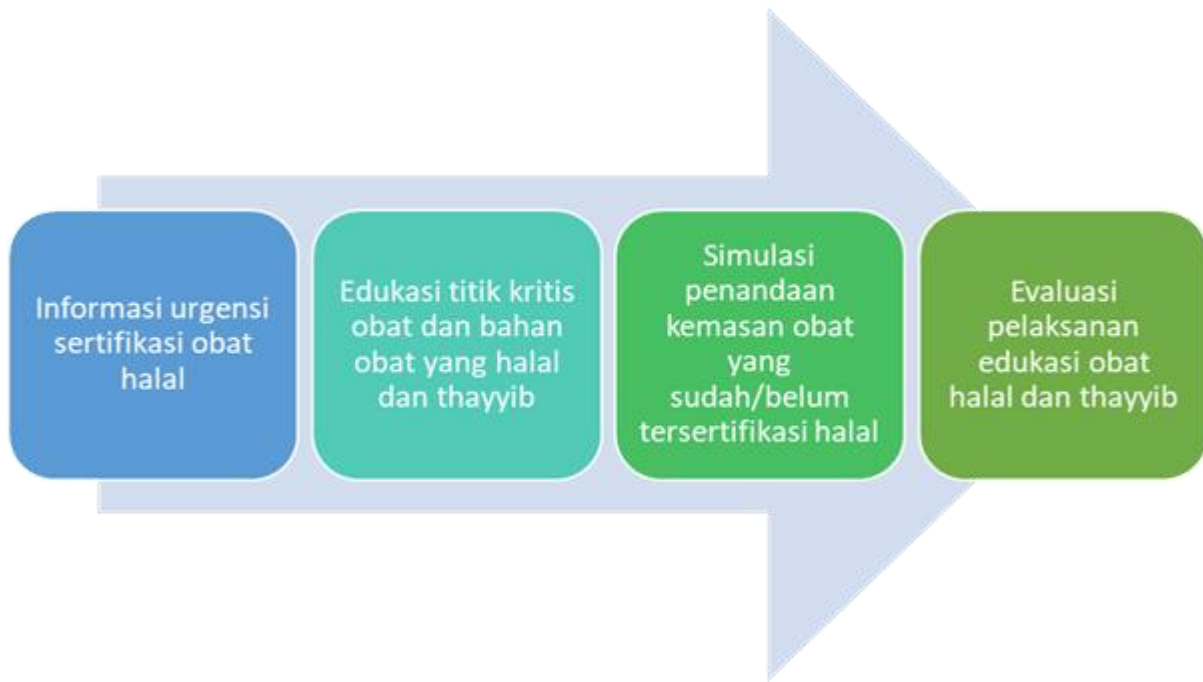 Informasi urgensi
sertifikasi obat
halal
Edukasi titik kritis
obat dan bahan
obat yang halal
dan thayyib
Simulasi
penandaan
kemasan obat
yang
sudah/belum
tersertifikasi halal
Evaluasi
pelaksanan
edukasi obat
halal dan thayyib